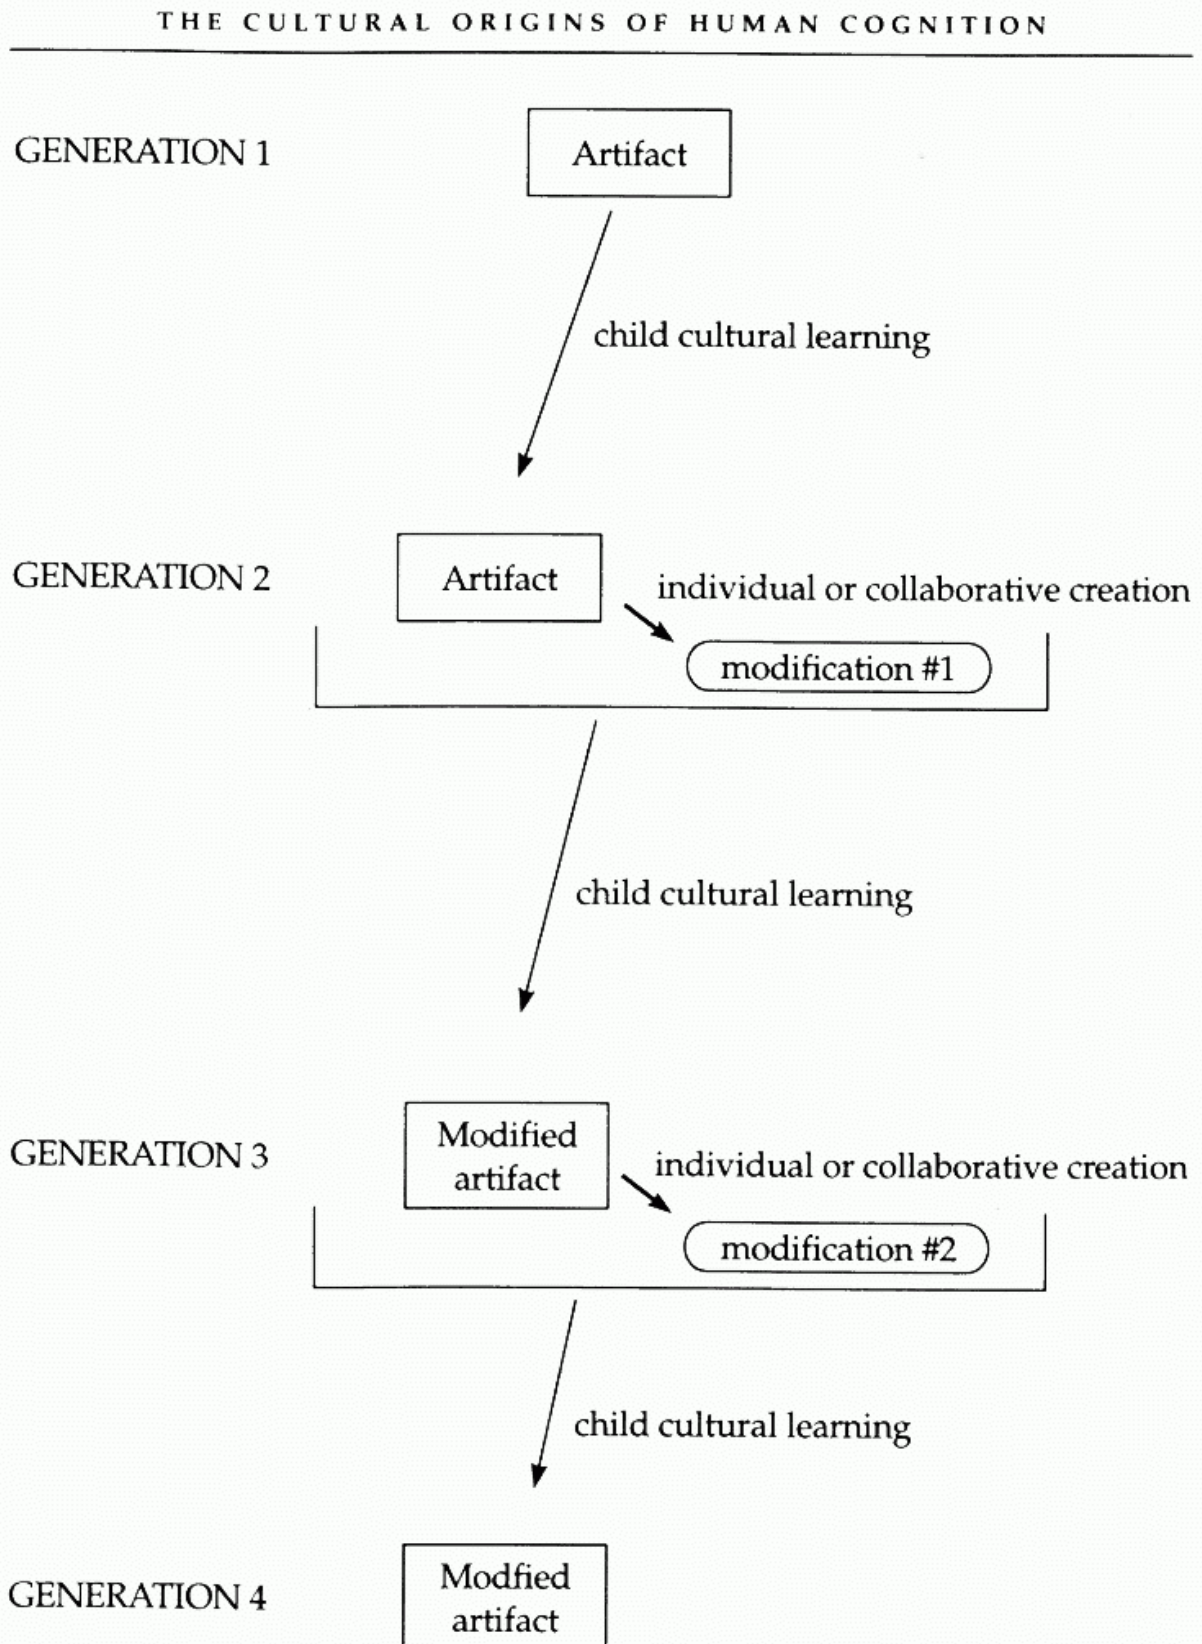 THE CULTURAL ORIGINS OF HUMAN COGNITION
GENERATION 1
Artifact
child cultural learning
GENERATION 2
Artifact
individual or collaborative creation
modification #1
child cultural learning
GENERATION 3
Modified
artifact
individual or collaborative creation
modification #2
child cultural learning
GENERATION 4
Modfied
artifact